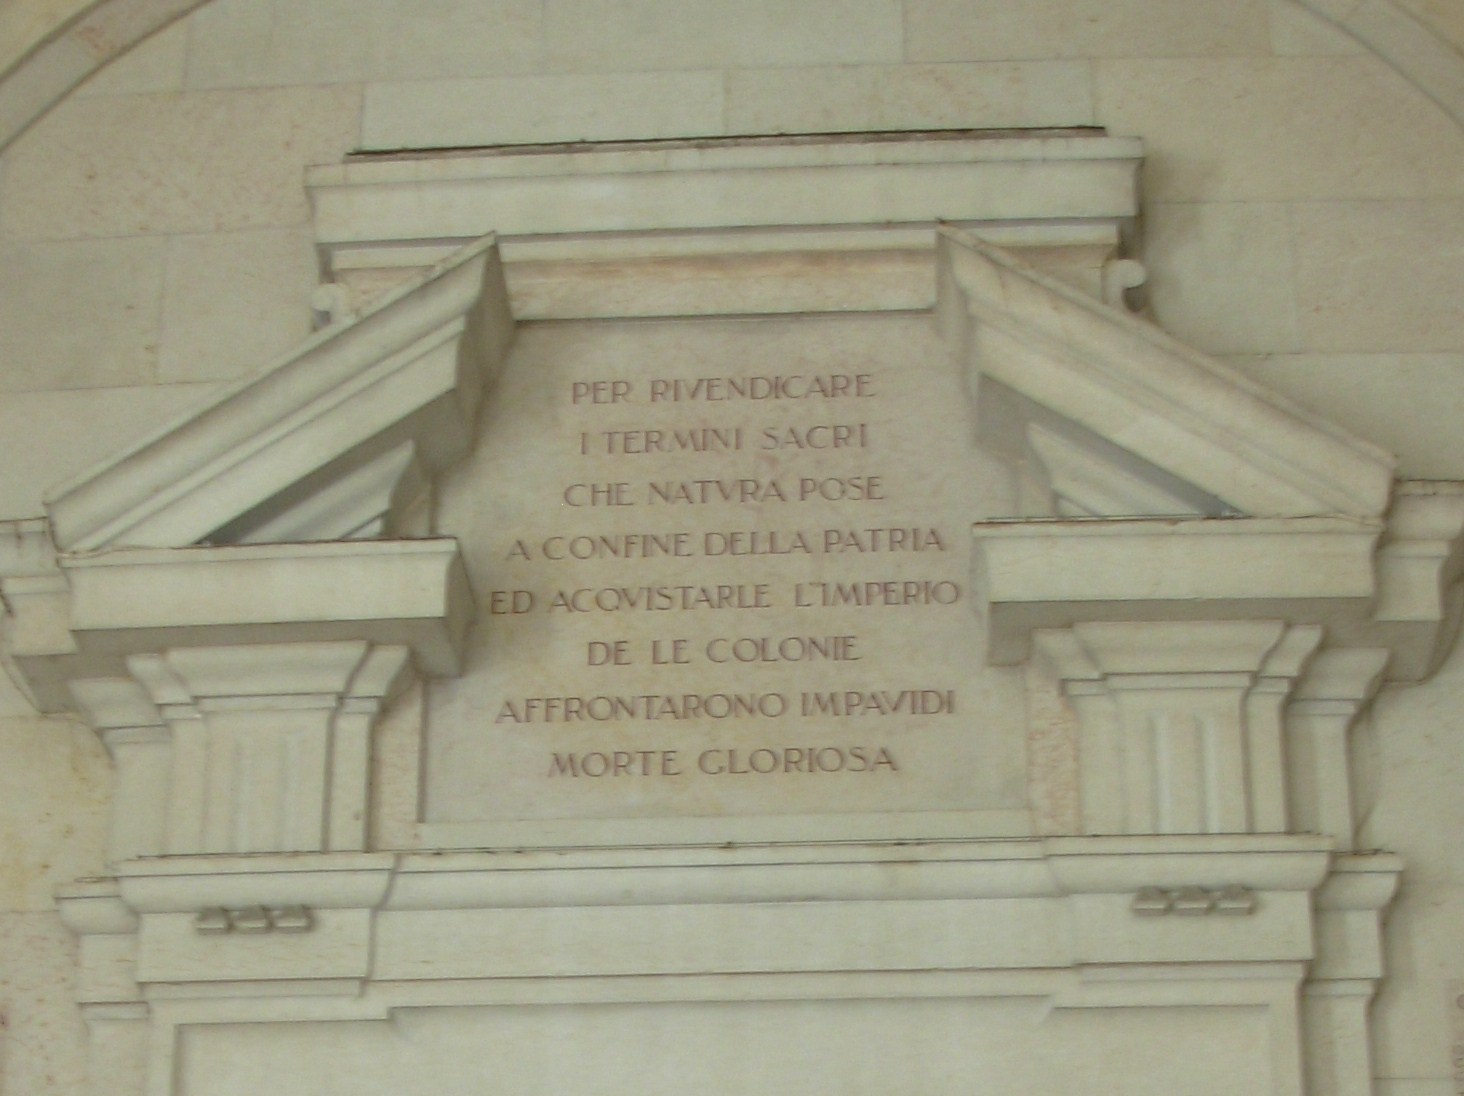 PER RIVENDICARE
I TERMINI SACRI
CHE NATVRA POSE
A CONFINE DELLA PATRIA
ED ACQVISTARLE L'IMPERIO
DE LE COLONIE
AFFRONTARONO IMPAVIDI
MORTE GLORIOSA